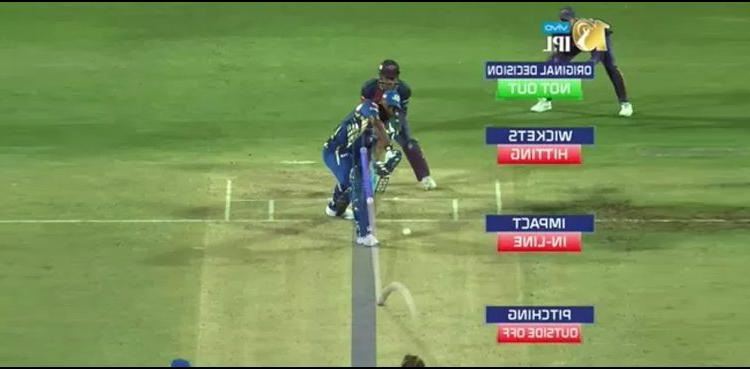 VIVO
IPL
ORIGINAL DECISION
NOT OUT
WICKETS
HITTING
IMPACT
IN-LINE
PITCHING
OUTSIDE OFF